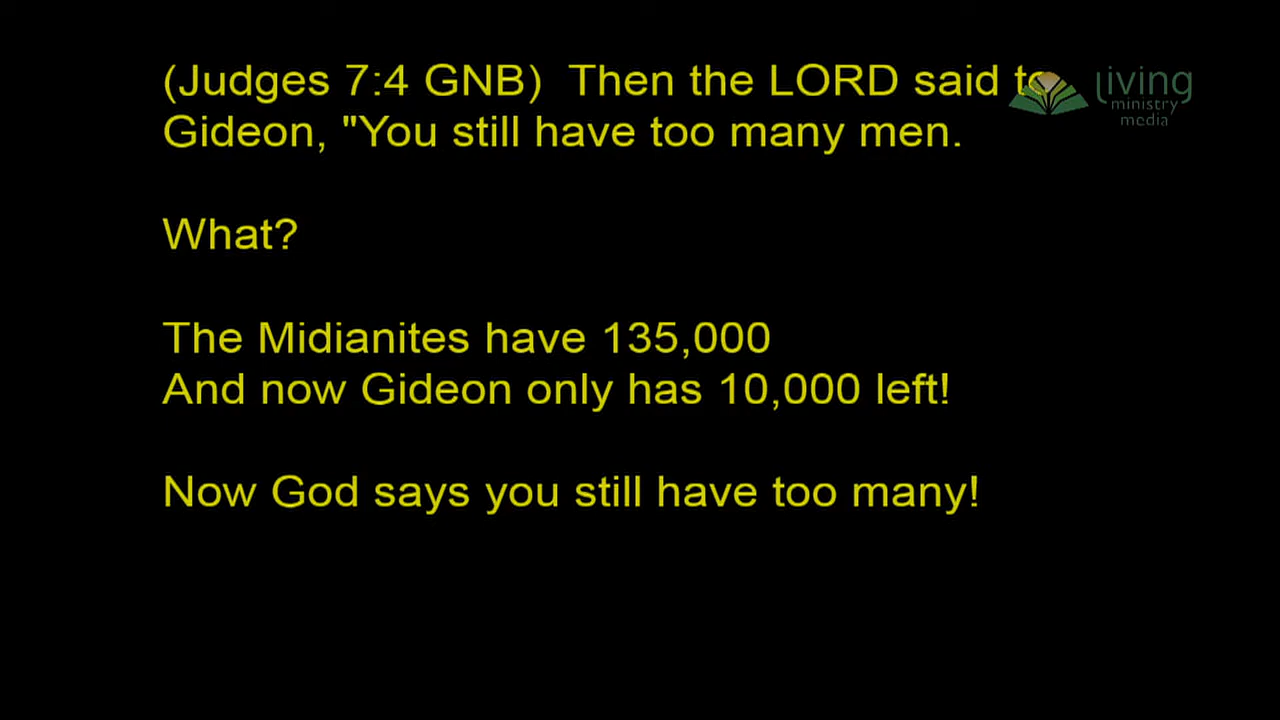 (Judges 7:4 GNB)  Then the LORD said to
Gideon, "You still have too many men.
What?
The Midianites have 135,000
And now Gideon only has 10,000 left!
Now God says you still have too many!
living
ministry
media